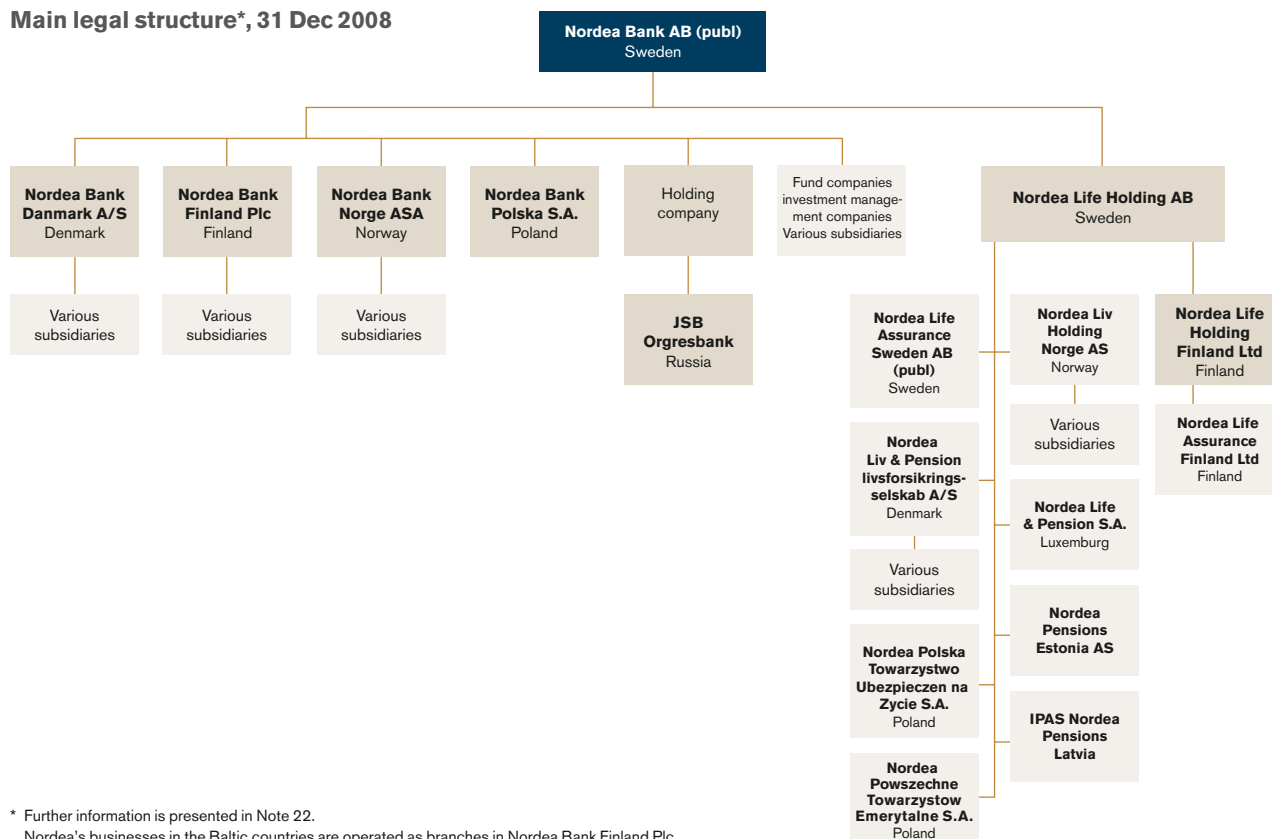 Main legal structure*, 31 Dec 2008
Nordea Bank AB (publ)
Sweden
Nordea Bank
Danmark A/S
Denmark
Nordea Bank
Finland Plc
Finland
Nordea Bank
Norge ASA
Norway
Nordea Bank
Polska S.A.
Poland
Holding
company
Fund companies
investment manage-
ment companies
Various subsidiaries
Nordea Life Holding AB
Sweden
Various
subsidiaries
Various
subsidiaries
Various
subsidiaries
JSB
Orgresbank
Russia
Nordea Life
Assurance
Sweden AB
(publ)
Sweden
Nordea Liv
Holding
Norge AS
Norway
Nordea Life
Holding
Finland Ltd
Finland
Various
subsidiaries
Nordea Life
Assurance
Finland Ltd
Finland
Nordea
Liv & Pension
livsforsikrings-
selskab A/S
Denmark
Nordea Life
& Pension S.A.
Luxemburg
Various
subsidiaries
Nordea
Pensions
Estonia AS
Nordea Polska
Towarzystwo
Ubezpieczen na
Zycie S.A.
Poland
IPAS Nordea
Pensions
Latvia
Nordea
Powszechne
Towarzystow
Emerytalne S.A.
Poland
* Further information is presented in Note 22.
Nordea's businesses in the Baltic countries are operated as branches in Nordea Bank Finland Plc.